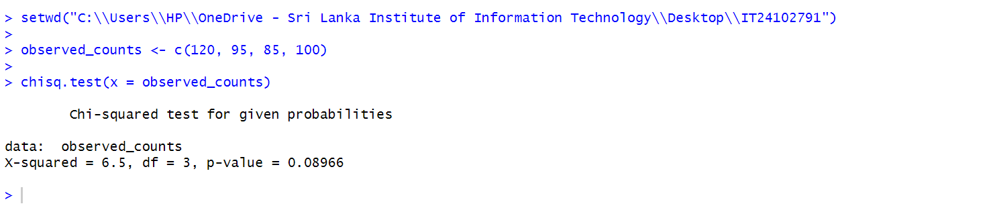 > setwd("C:\\Users\\HP\\OneDrive - Sri Lanka Institute of Information Technology\\Desktop\\IT24102791")
>
> observed_counts <- c(120, 95, 85, 100)
>
> chisq.test(x = observed_counts)
Chi-squared test for given probabilities
data:  observed_counts
X-squared = 6.5, df = 3, p-value = 0.08966
>